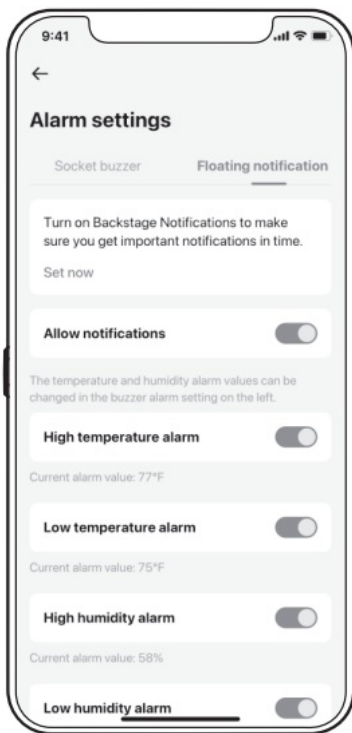 9:41
Alarm settings
Socket buzzer Floating notification
Turn on Backstage Notifications to make
sure you get important notifications in time.
Set now
Allow notifications
The temperature and humidity alarm values can be
changed in the buzzer alarm setting on the left.
High temperature alarm
Current alarm value: 77°F
Low temperature alarm
Current alarm value: 75°F
High humidity alarm
Current alarm value: 58%
Low humidity alarm